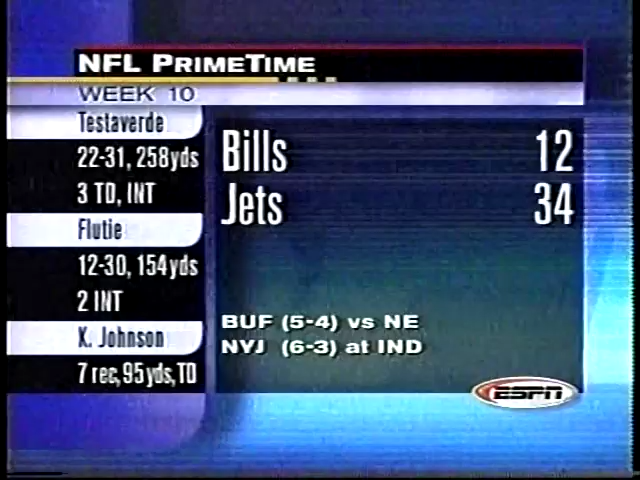 NFL PRIMETIME
WEEK 10
Testaverde
22-31, 258yds
3 TD, INT
Flutie
12-30, 154yds
2 INT
K. Johnson
7 rec, 95yds, TD
Bills 12
Jets 34
BUF (5-4) vs NE
NYJ (6-3) at IND
ESPN